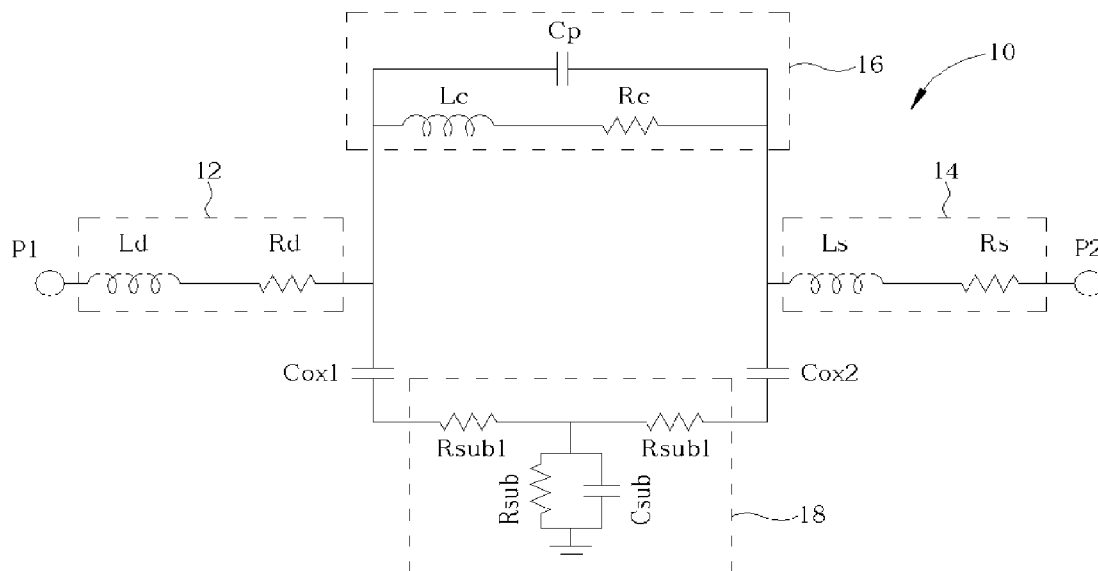 Cp
16
10
Lc
Rc
12
14
P1
Ld
Rd
Ls
Rs
P2
Cox1
Cox2
Rsub1
Rsub1
Rsub
Csub
18